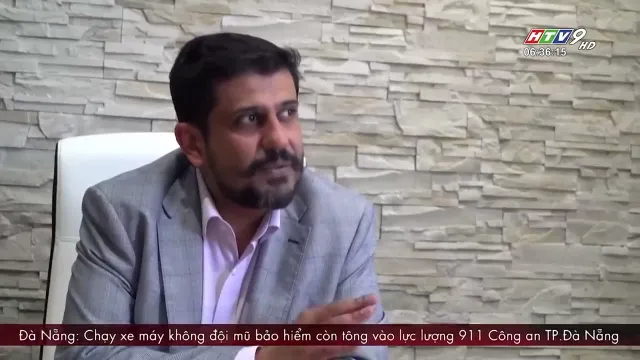 HTV9 HD
06:36:15
Đà Nẵng: Chạy xe máy không đội mũ bảo hiểm còn tông vào lực lượng 911 Công an TP.Đà Nẵng